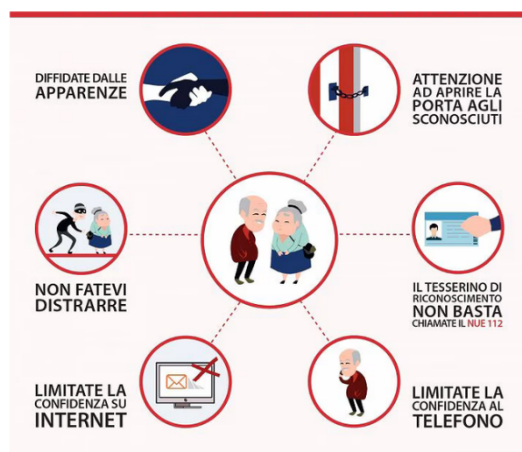 DIFFIDATE DALLE
APPARENZE
ATTENZIONE
AD APRIRE LA
PORTA AGLI
SCONOSCIUTI
NON FATEVI
DISTRARRE
IL TESSERINO DI
RICONOSCIMENTO
NON BASTA
CHIAMATE IL NUE 112
LIMITATE LA
CONFIDENZA SU
INTERNET
LIMITATE LA
CONFIDENZA AL
TELEFONO